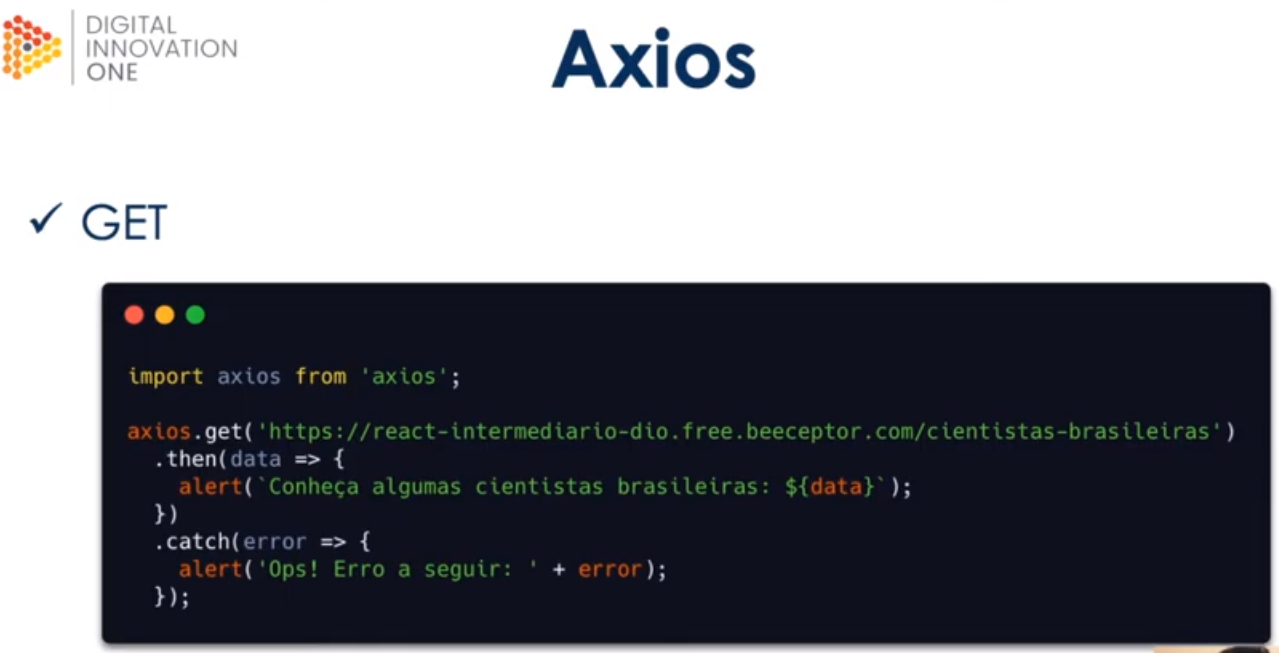 DIGITAL
INNOVATION
ONE
Axios
✓ GET
import axios from 'axios';
axios.get('https://react-intermediario-dio.free.beeceptor.com/cientistas-brasileiras')
.then(data => {
alert(`Conheça algumas cientistas brasileiras: ${data}`);
})
.catch(error => {
alert('Ops! Erro a seguir: ' + error);
});